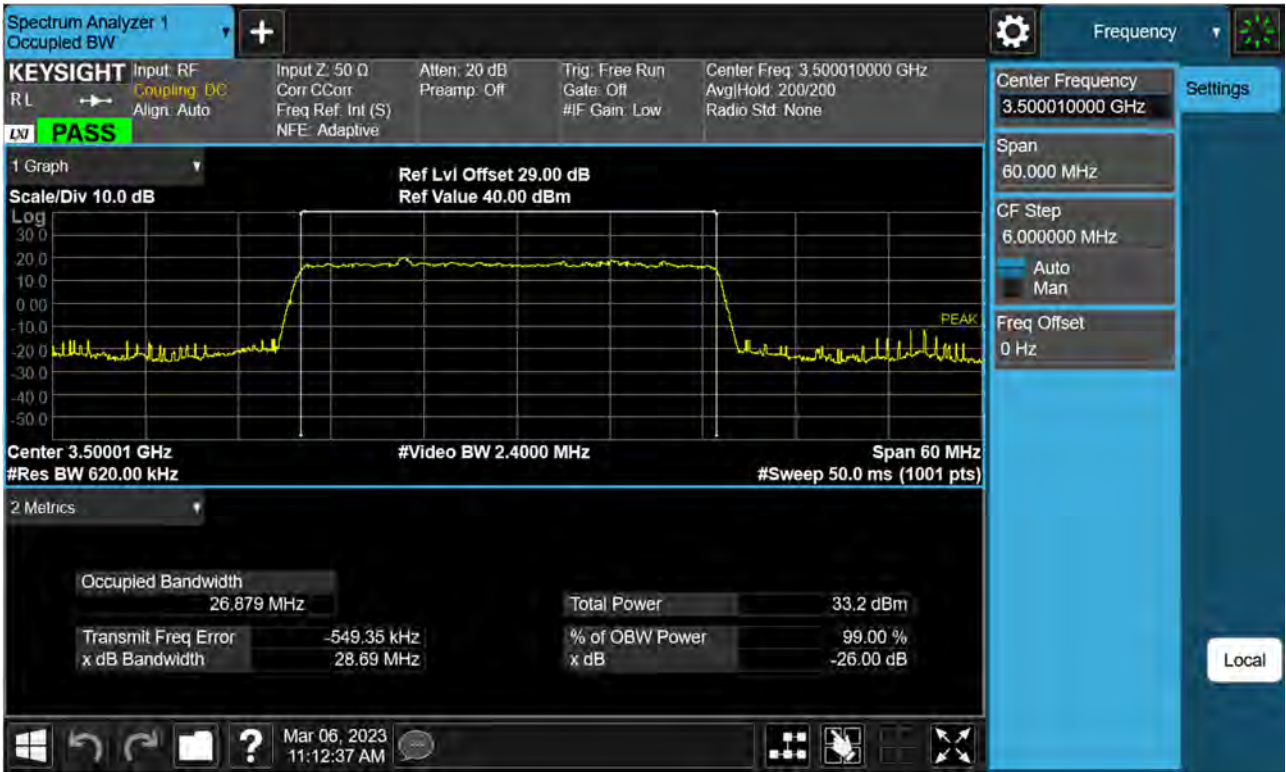 Spectrum Analyzer 1
Occupied BW
+
Frequency
KEYSIGHT
R L
LXI
PASS
Input: RF
Coupling: DC
Align: Auto
Input Z: 50 Ω
Corr CCorr
Freq Ref: Int (S)
NFE: Adaptive
Atten: 20 dB
Preamp: Off
Trig: Free Run
Gate: Off
#IF Gain: Low
Center Freq: 3.500010000 GHz
Avg|Hold: 200/200
Radio Std: None
Center Frequency
3.500010000 GHz
Settings
Span
60.000 MHz
CF Step
6.000000 MHz
Auto
Man
Freq Offset
0 Hz
1 Graph
Scale/Div 10.0 dB
Ref Lvl Offset 29.00 dB
Ref Value 40.00 dBm
Log
30.0
20.0
10.0
0.00
-10.0
-20.0
-30.0
-40.0
-50.0
PEAK
Center 3.50001 GHz
#Video BW 2.4000 MHz
Span 60 MHz
#Res BW 620.00 kHz
#Sweep 50.0 ms (1001 pts)
2 Metrics
Occupied Bandwidth
26.879 MHz
Total Power 33.2 dBm
Transmit Freq Error -549.35 kHz
% of OBW Power 99.00 %
x dB Bandwidth 28.69 MHz
x dB -26.00 dB
Local
?
Mar 06, 2023
11:12:37 AM